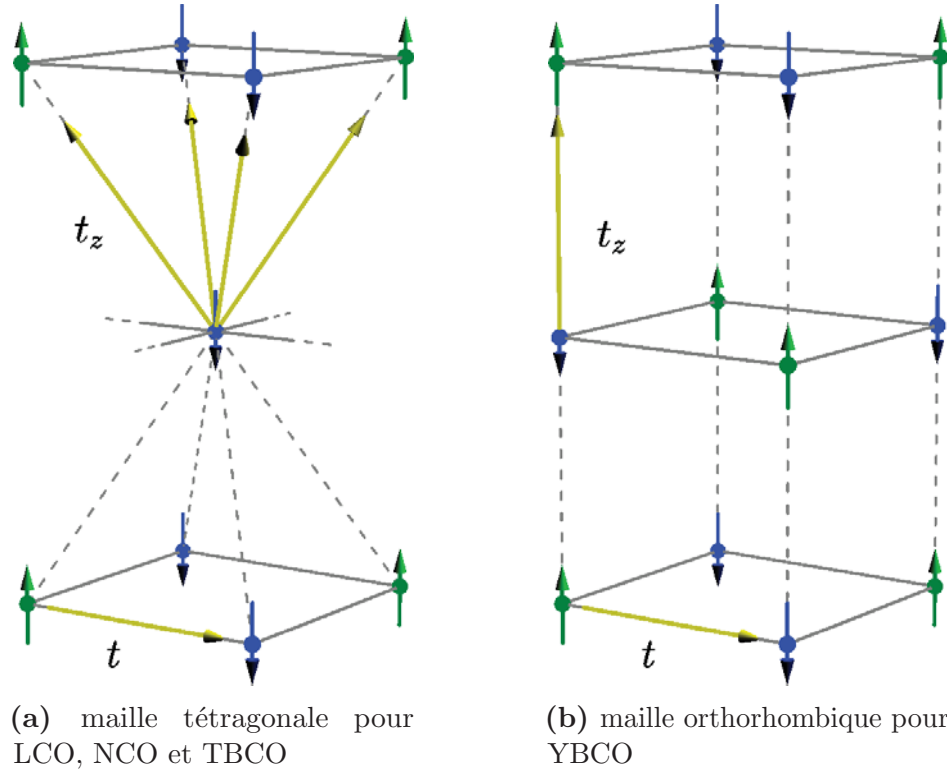 t_z
t_z
t
t
(a) maille tétragonale pour
LCO, NCO et TBCO
(b) maille orthorhombique pour
YBCO